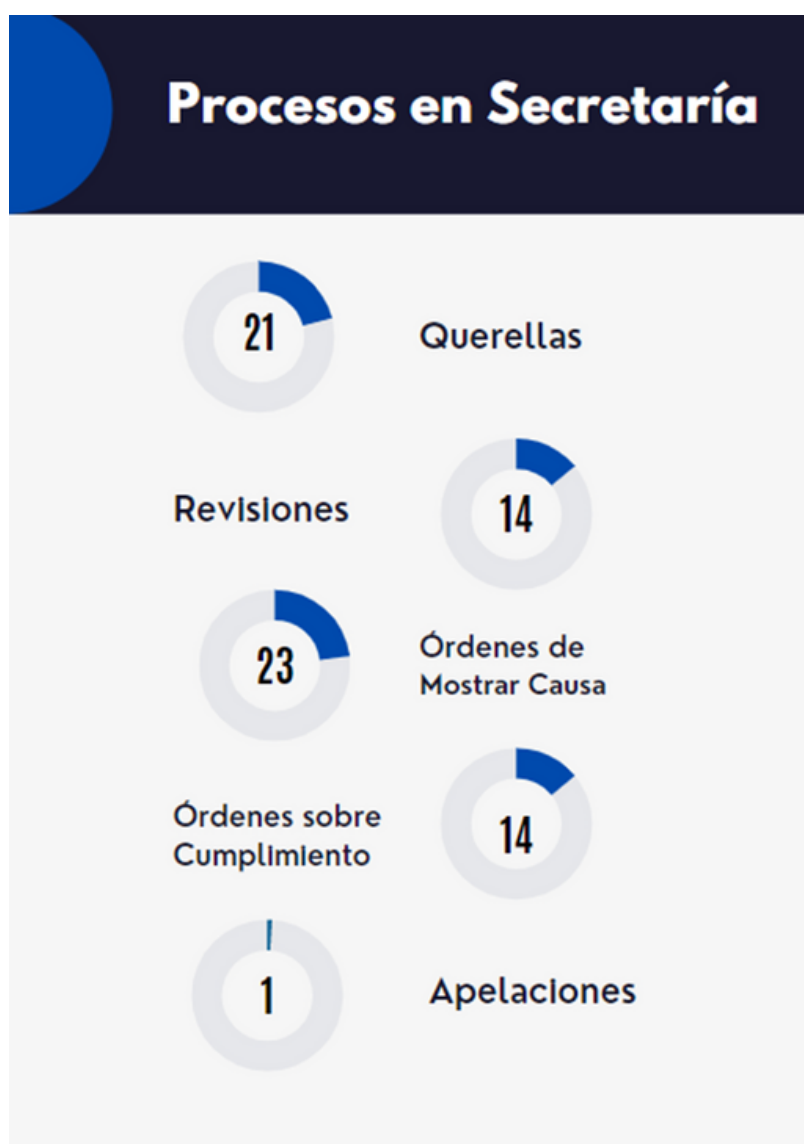 Procesos en Secretaría
21
Querellas
Revisiones
14
23
Órdenes de
Mostrar Causa
Órdenes sobre
Cumplimiento
14
1
Apelaciones